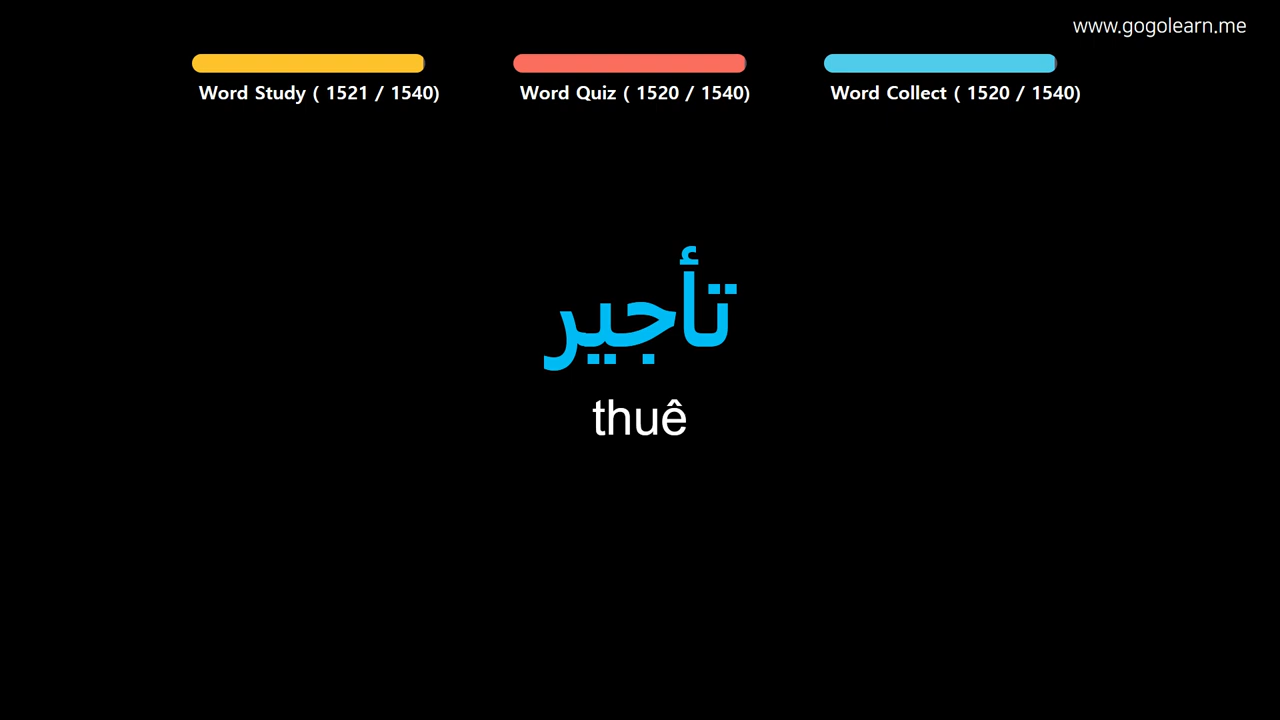 www.gogolearn.me
Word Study ( 1521 / 1540)
Word Quiz ( 1520 / 1540)
Word Collect ( 1520 / 1540)
تأجير
thuê